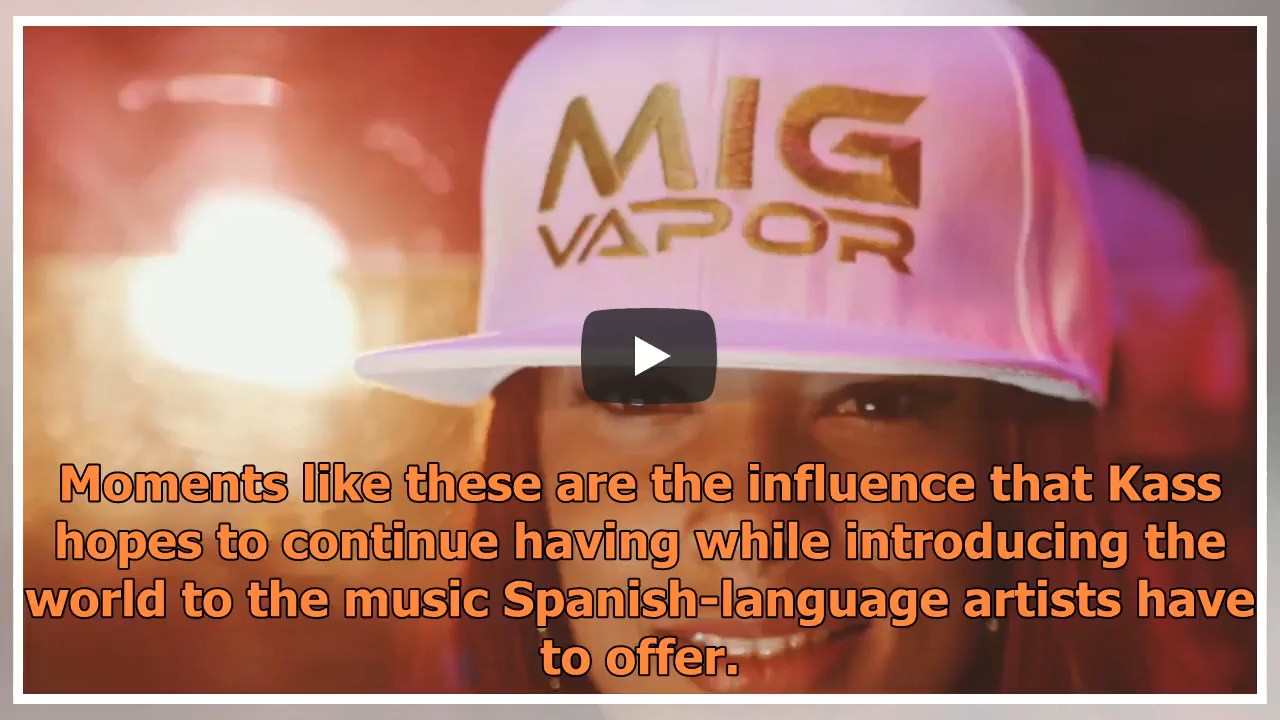 MIG
VAPOR
Moments like these are the influence that Kass
hopes to continue having while introducing the
world to the music Spanish-language artists have
to offer.